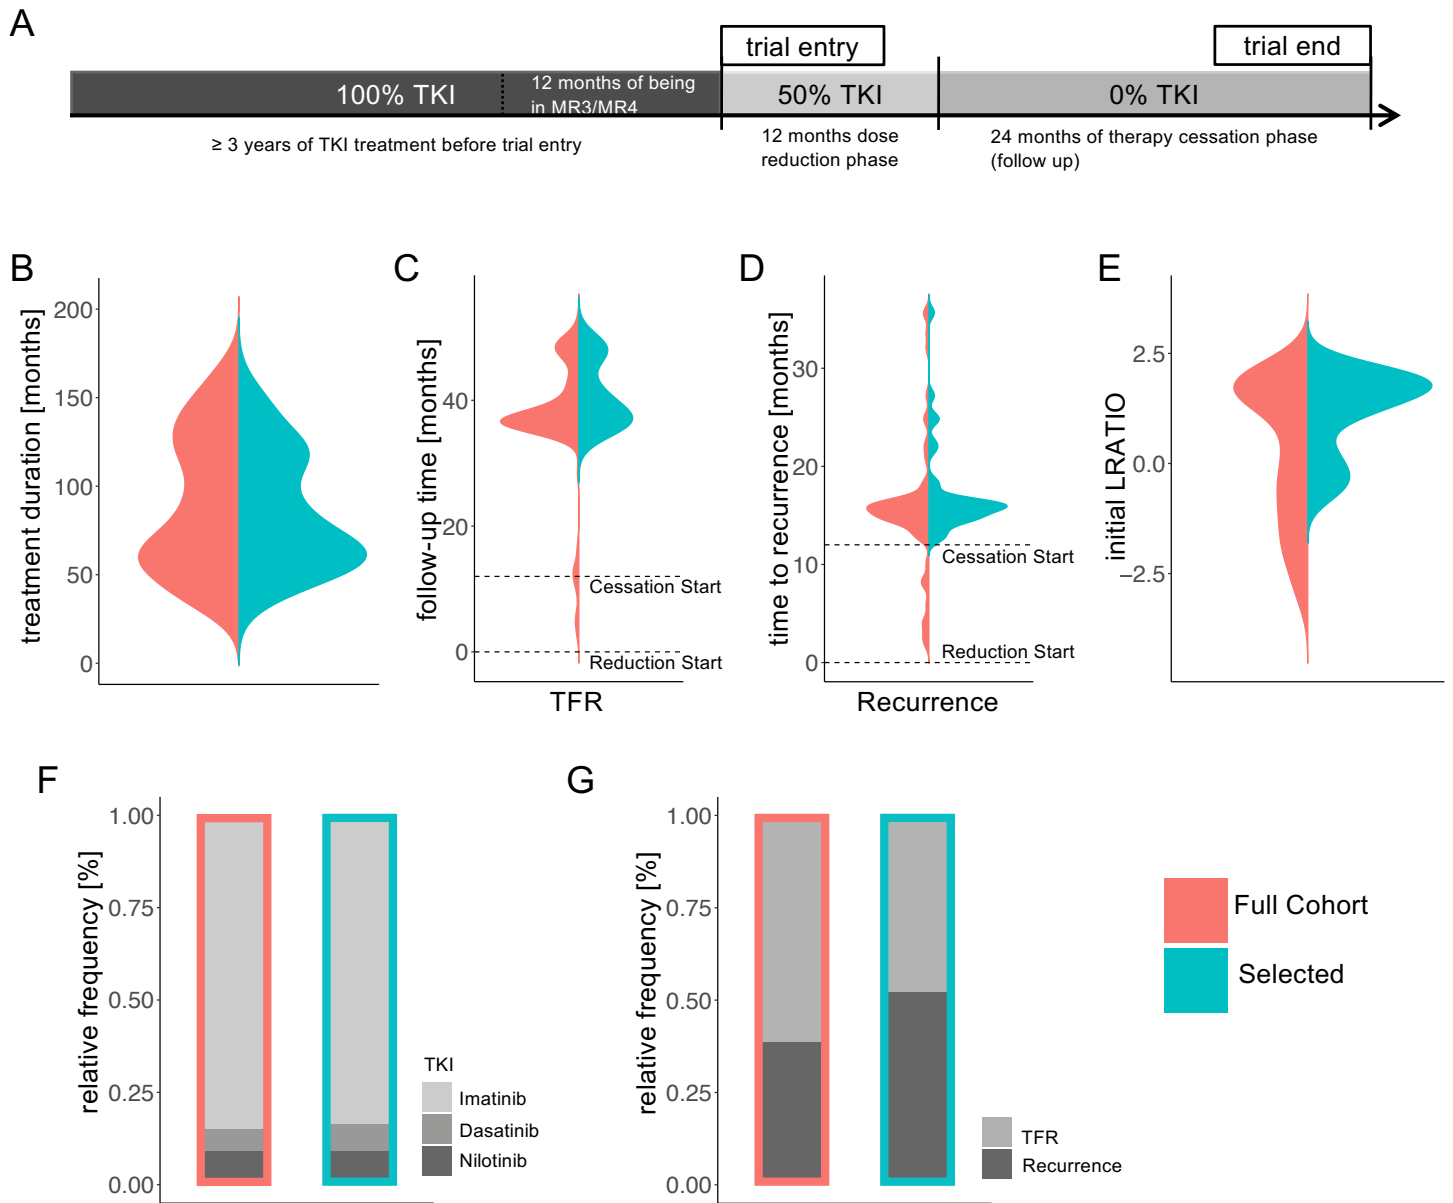 A
trial entry
trial end
100% TKI
12 months of being
in MR3/MR4
50% TKI
0% TKI
≥ 3 years of TKI treatment before trial entry
12 months dose
reduction phase
24 months of therapy cessation phase
(follow up)
B
treatment duration [months]
200
150
100
50
0
C
follow-up time [months]
40
20
0
Cessation Start
Reduction Start
TFR
D
time to recurrence [months]
30
20
10
0
Cessation Start
Reduction Start
Recurrence
E
initial LRATIO
2.5
0.0
−2.5
F
relative frequency [%]
1.00
0.75
0.50
0.25
0.00
TKI
Imatinib
Dasatinib
Nilotinib
G
relative frequency [%]
1.00
0.75
0.50
0.25
0.00
TFR
Recurrence
Full Cohort
Selected